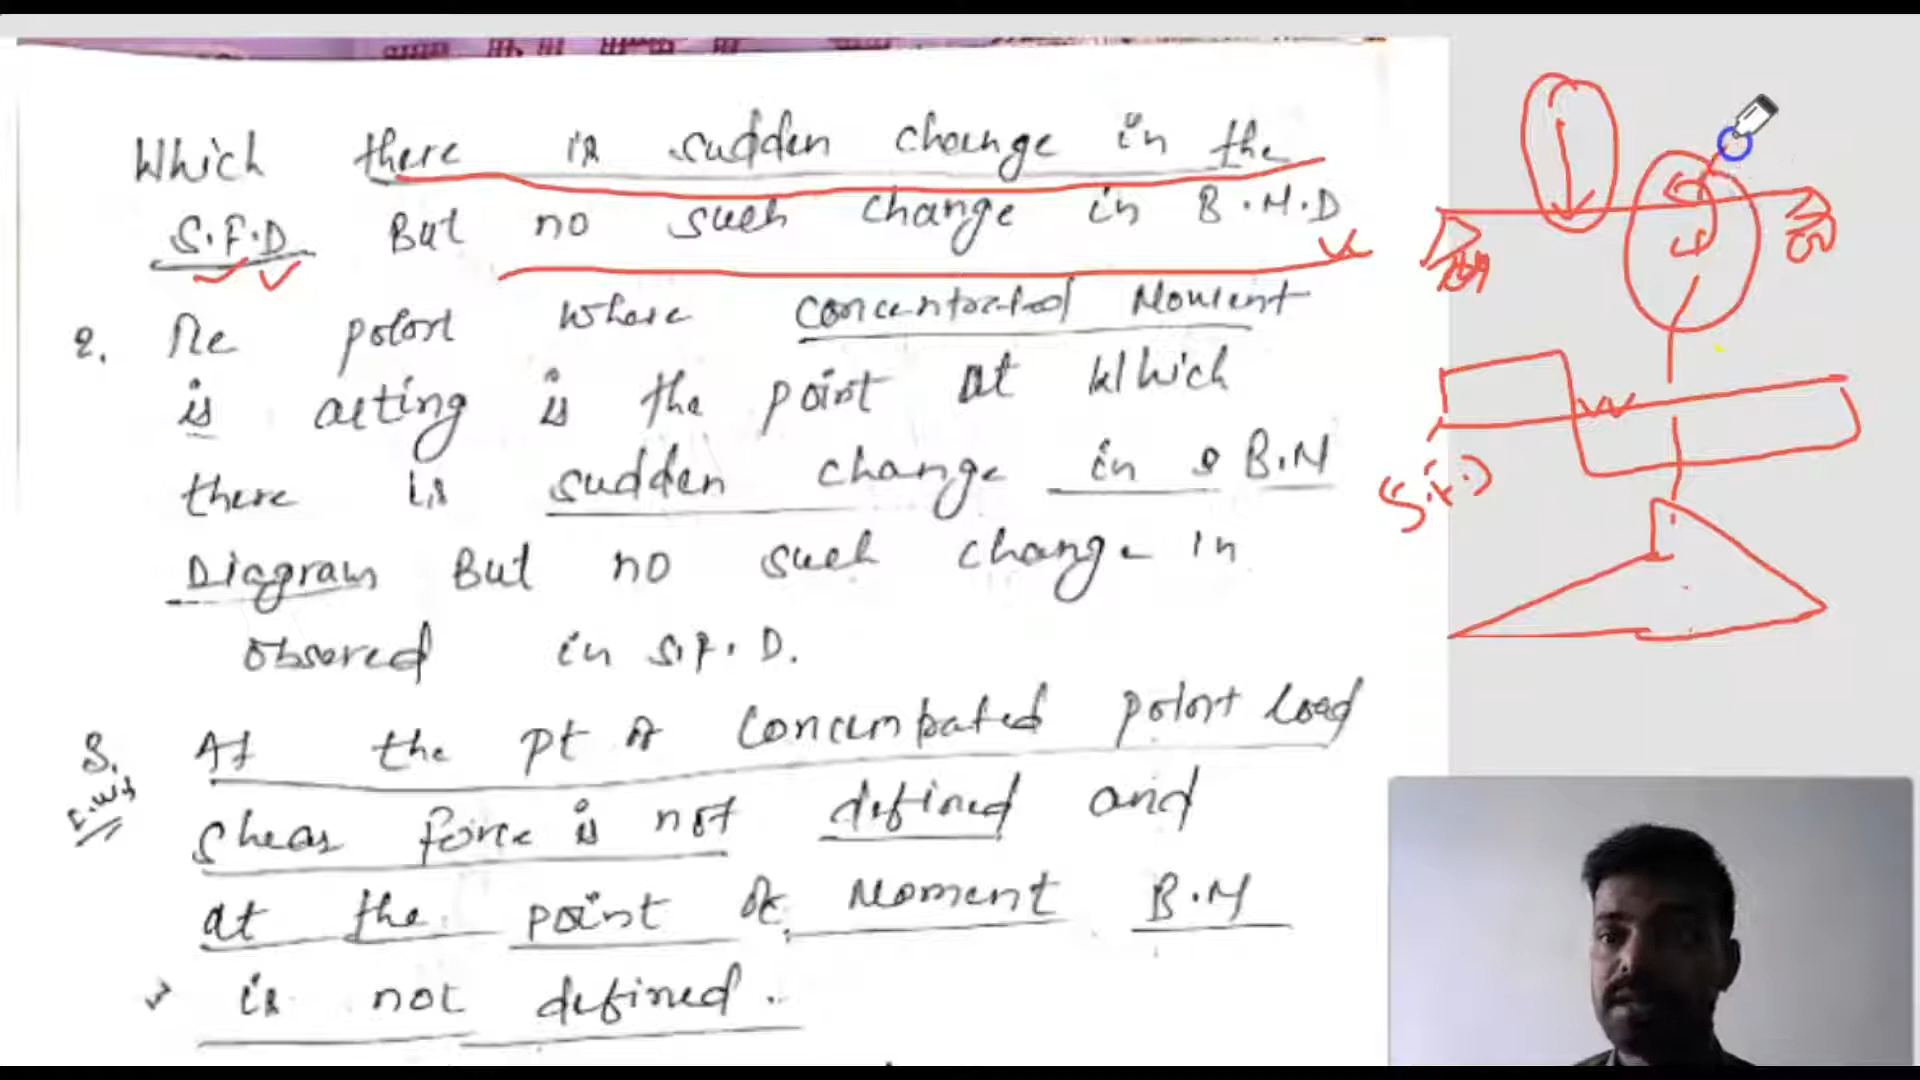 Which there is sudden change in the
S.F.D But no such change in B.M.D
2. The point where concentrated Moment
is acting is the point at Which
there is sudden change in B.M
Diagram But no such change in
observed in S.F.D.
3. At the pt of concentrated point load
Shear force is not defined and
at the point of Moment B.M
is not defined.
S.F.D